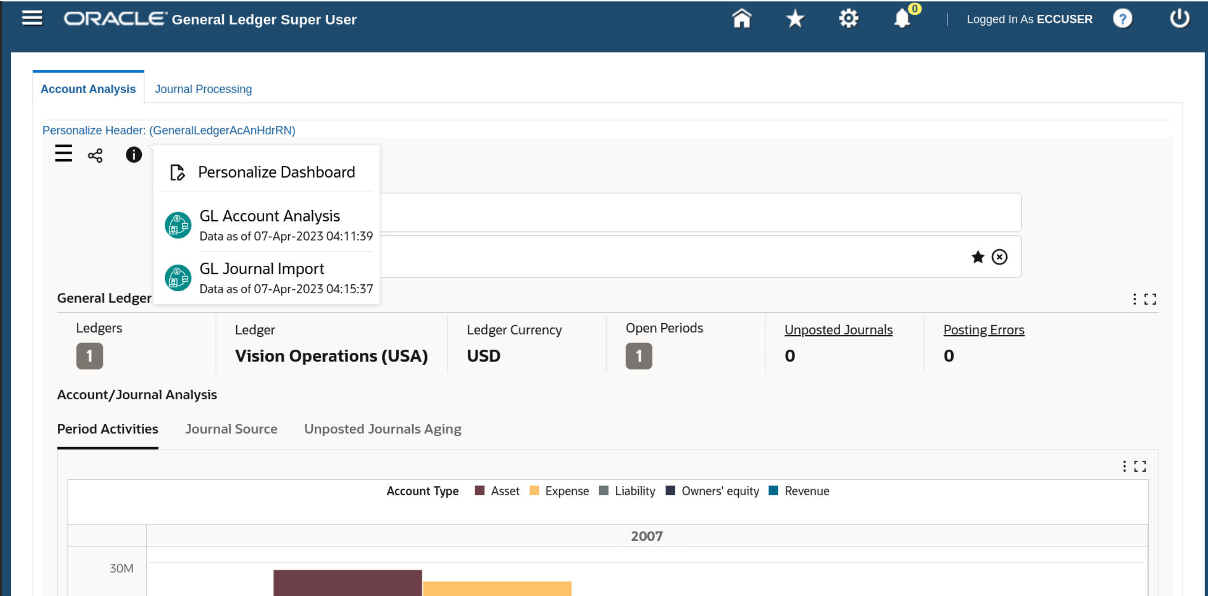 ORACLE General Ledger Super User
0
Logged In As ECCUSER
?
Account Analysis
Journal Processing
Personalize Header: (GeneralLedgerAcAnHdrRN)
Personalize Dashboard
GL Account Analysis
Data as of 07-Apr-2023 04:11:39
GL Journal Import
Data as of 07-Apr-2023 04:15:37
General Ledger
Ledgers
1
Ledger
Vision Operations (USA)
Ledger Currency
USD
Open Periods
1
Unposted Journals
0
Posting Errors
0
Account/Journal Analysis
Period Activities
Journal Source
Unposted Journals Aging
Account Type Asset Expense Liability Owners' equity Revenue
2007
30M